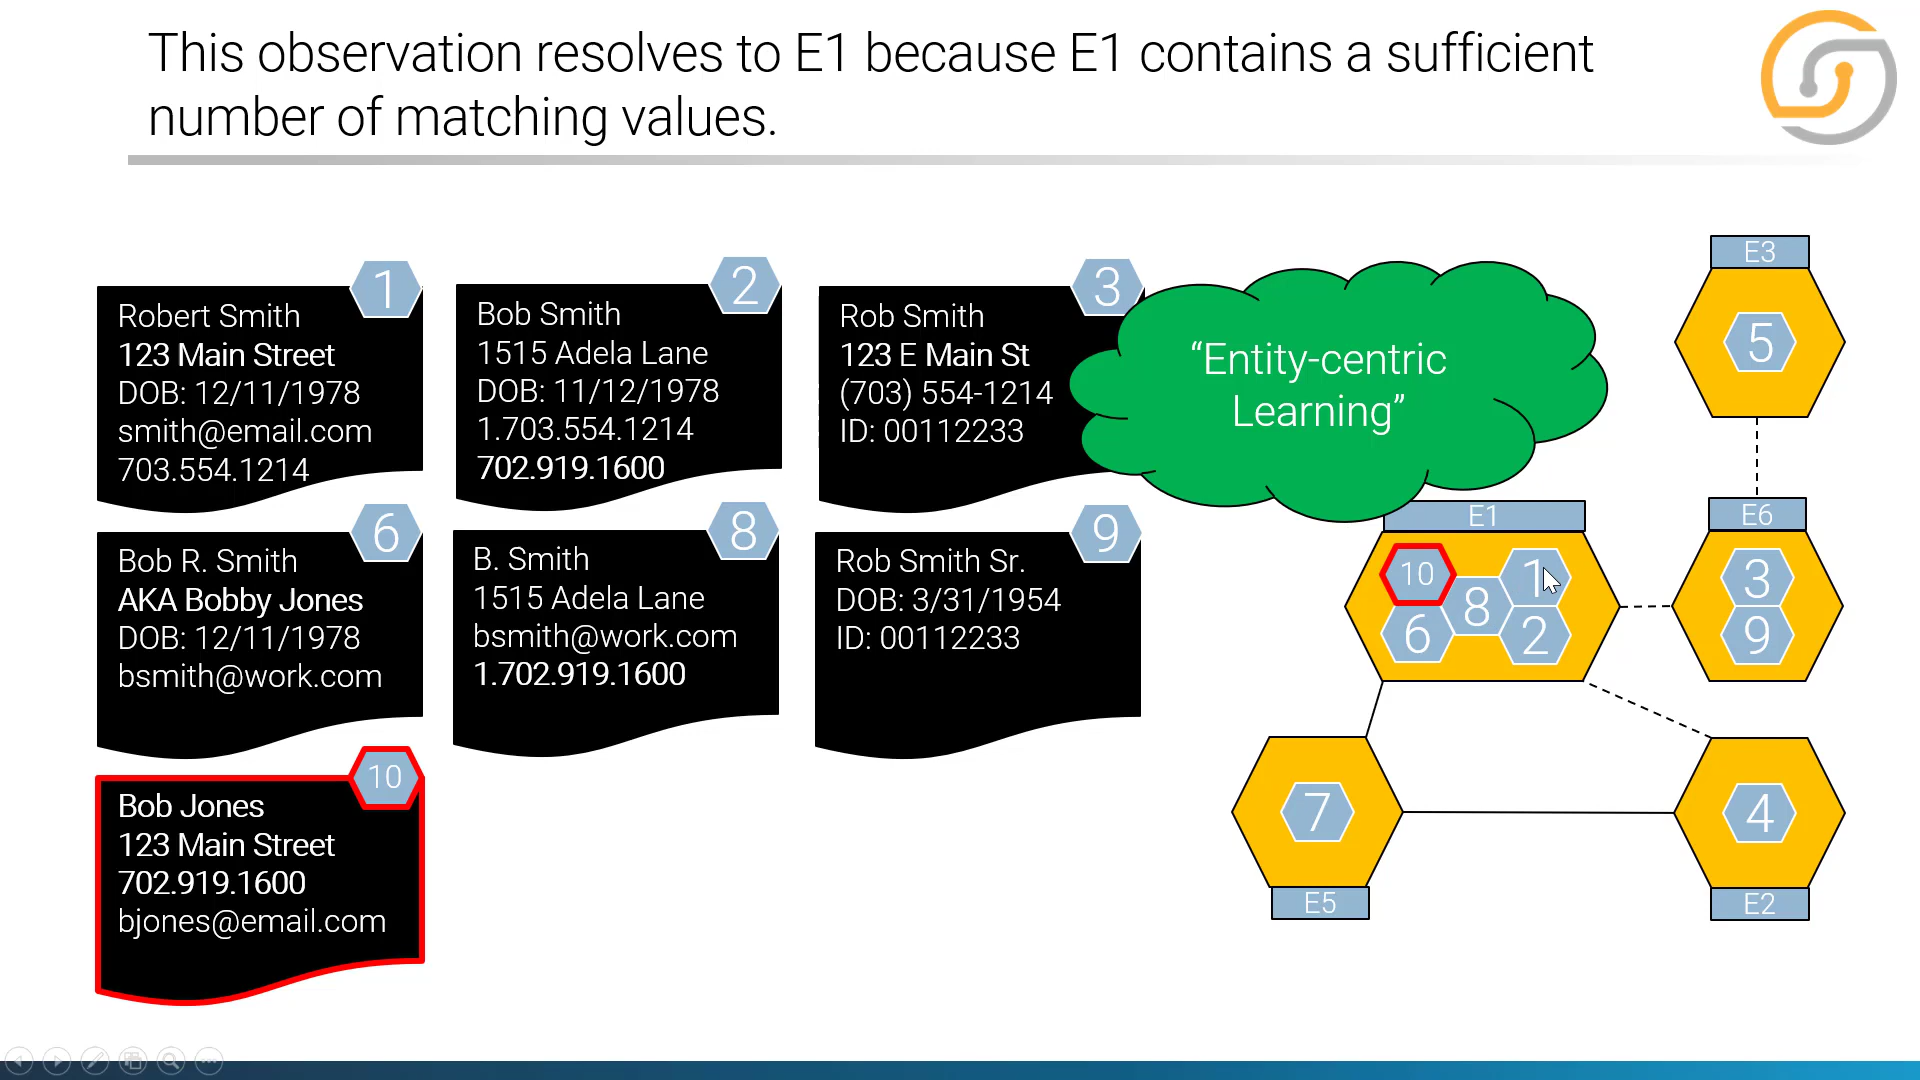 This observation resolves to E1 because E1 contains a sufficient
number of matching values.
1
Robert Smith
123 Main Street
DOB: 12/11/1978
smith@email.com
703.554.1214
2
Bob Smith
1515 Adela Lane
DOB: 11/12/1978
1.703.554.1214
702.919.1600
3
Rob Smith
123 E Main St
(703) 554-1214
ID: 00112233
“Entity-centric
Learning”
6
Bob R. Smith
AKA Bobby Jones
DOB: 12/11/1978
bsmith@work.com
8
B. Smith
1515 Adela Lane
bsmith@work.com
1.702.919.1600
9
Rob Smith Sr.
DOB: 3/31/1954
ID: 00112233
10
Bob Jones
123 Main Street
702.919.1600
bjones@email.com
E3
5
E1
10
1
8
6
2
E6
3
9
7
E5
4
E2